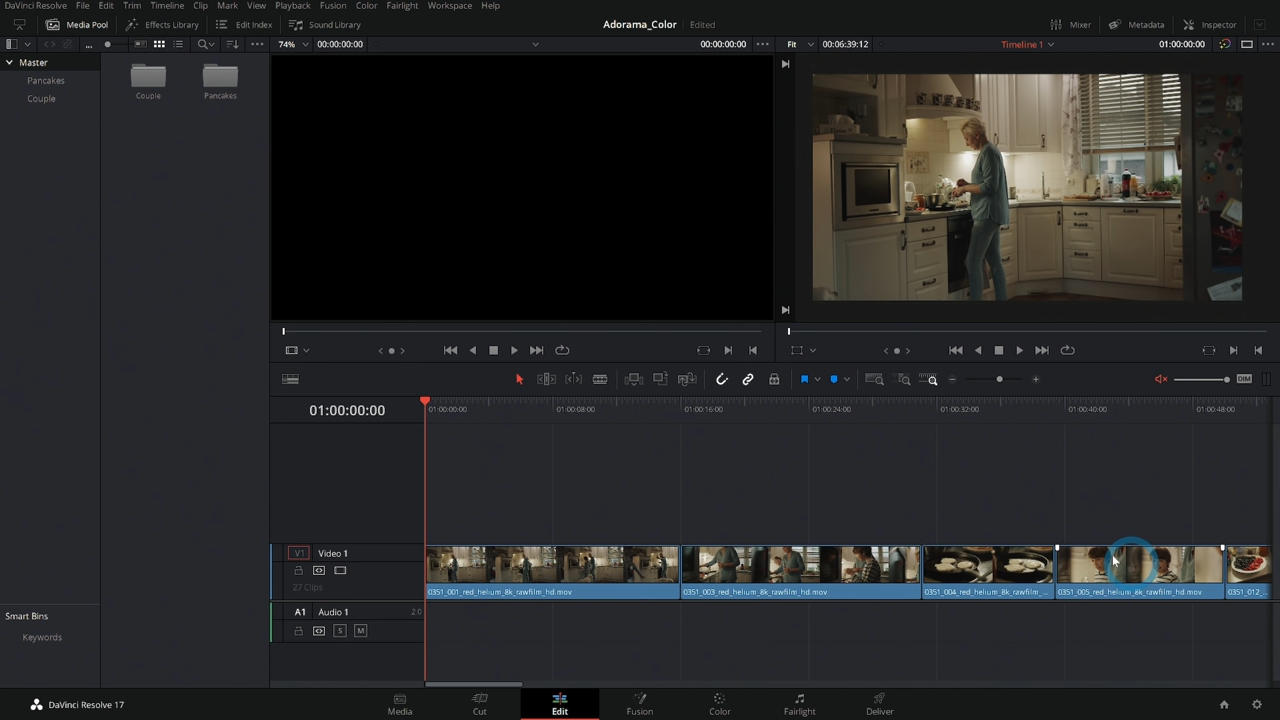 DaVinci Resolve File Edit Trim Timeline Clip Mark View Playback Fusion Color Fairlight Workspace Help
Media Pool Effects Library Edit Index Sound Library Adorama_Color Edited Mixer Metadata Inspector
... 74% 00:00:00:00 00:00:00:00 Fit 00:06:39:12 Timeline 1 01:00:00:00
Master
Pancakes
Couple
Couple Pancakes
DIM
01:00:00:00 01:00:00:00 01:00:08:00 01:00:16:00 01:00:24:00 01:00:32:00 01:00:40:00 01:00:48:00
V1 Video 1
27 Clips
0351_001_red_helium_8k_rawfilm_hd.mov 0351_003_red_helium_8k_rawfilm_hd.mov 0351_004_red_helium_8k_rawfilm_... 0351_005_red_helium_8k_rawfilm_hd.mov 0351_012_...
A1 Audio 1 2.0
S M
Smart Bins
Keywords
DaVinci Resolve 17 Media Cut Edit Fusion Color Fairlight Deliver